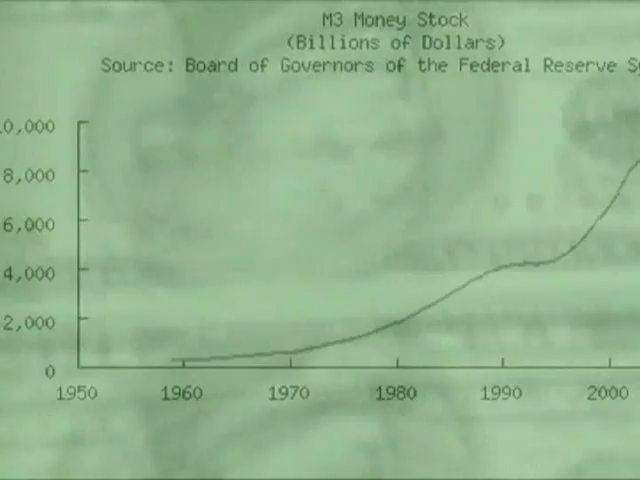 M3 Money Stock
(Billions of Dollars)
Source: Board of Governors of the Federal Reserve
10,000
8,000
6,000
4,000
2,000
0
1950 1960 1970 1980 1990 2000